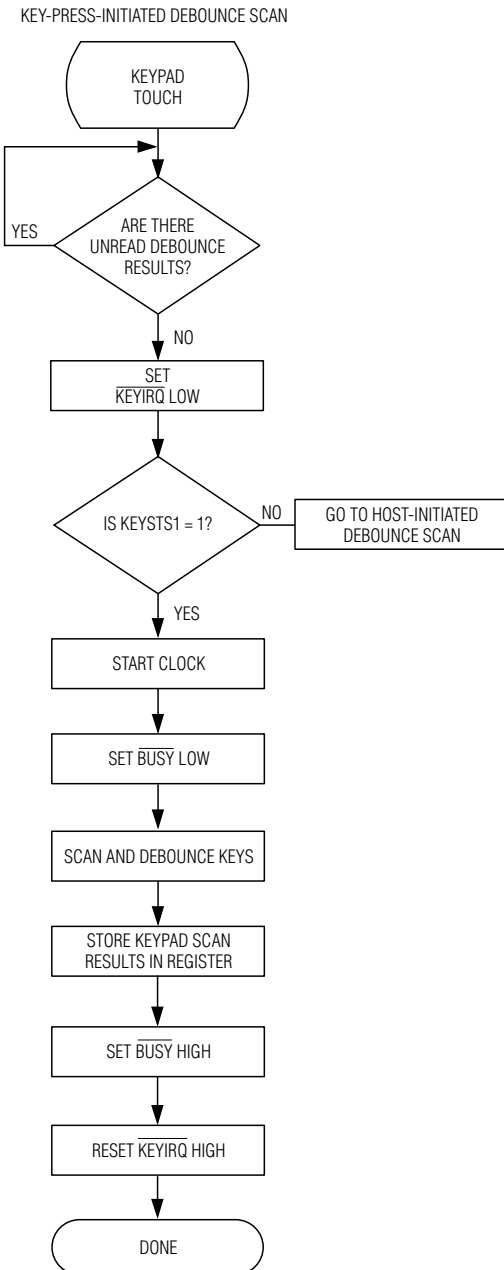 KEY-PRESS-INITIATED DEBOUNCE SCAN
KEYPAD
TOUCH
YES
ARE THERE
UNREAD DEBOUNCE
RESULTS?
NO
SET
KEYIRQ LOW
IS KEYSTS1 = 1?
NO
GO TO HOST-INITIATED
DEBOUNCE SCAN
YES
START CLOCK
SET BUSY LOW
SCAN AND DEBOUNCE KEYS
STORE KEYPAD SCAN
RESULTS IN REGISTER
SET BUSY HIGH
RESET KEYIRQ HIGH
DONE